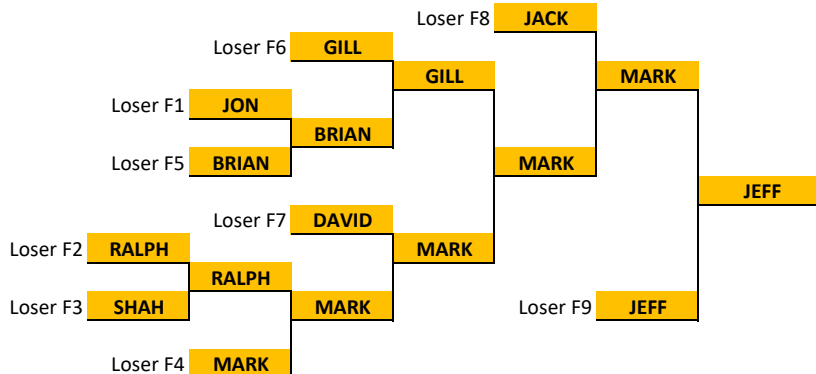 Loser F8 JACK
Loser F6 GILL
GILL MARK
Loser F1 JON
BRIAN
Loser F5 BRIAN MARK
JEFF
Loser F7 DAVID
Loser F2 RALPH MARK
RALPH
Loser F3 SHAH MARK Loser F9 JEFF
Loser F4 MARK